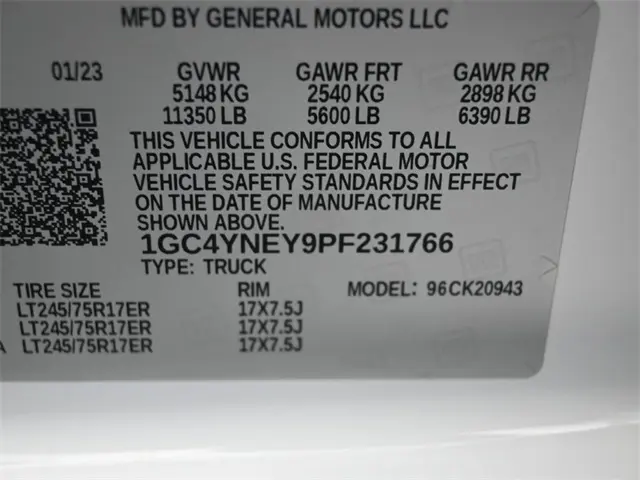 MFD BY GENERAL MOTORS LLC
01/23 GVWR GAWR FRT GAWR RR
5148 KG 2540 KG 2898 KG
11350 LB 5600 LB 6390 LB
THIS VEHICLE CONFORMS TO ALL
APPLICABLE U.S. FEDERAL MOTOR
VEHICLE SAFETY STANDARDS IN EFFECT
ON THE DATE OF MANUFACTURE
SHOWN ABOVE.
1GC4YNEY9PF231766
TYPE: TRUCK
TIRE SIZE RIM MODEL: 96CK20943
LT245/75R17ER 17X7.5J
LT245/75R17ER 17X7.5J
A LT245/75R17ER 17X7.5J